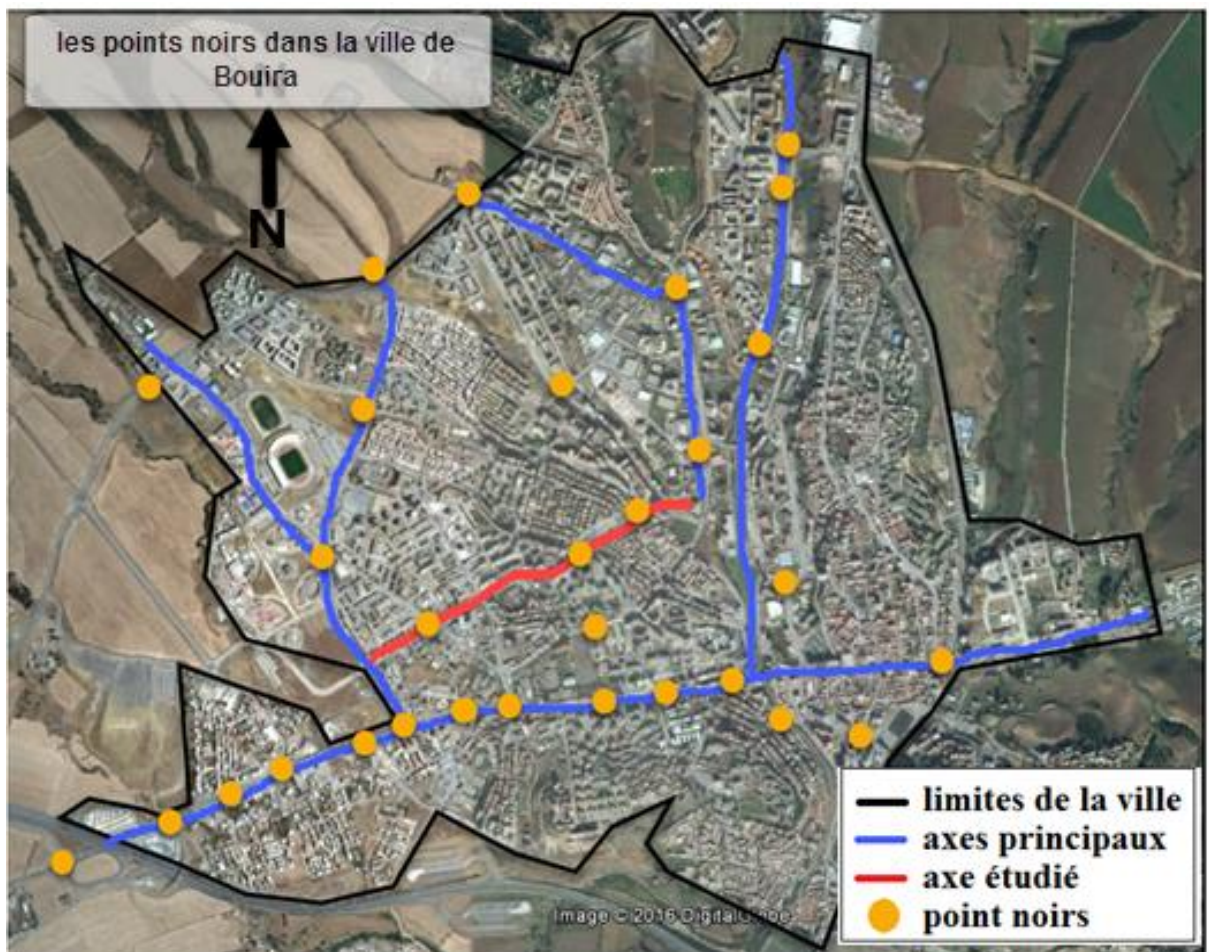 les points noirs dans la ville de
Bouira
N
limites de la ville
axes principaux
axe étudié
point noirs
Image © 2016 DigitalGlobe